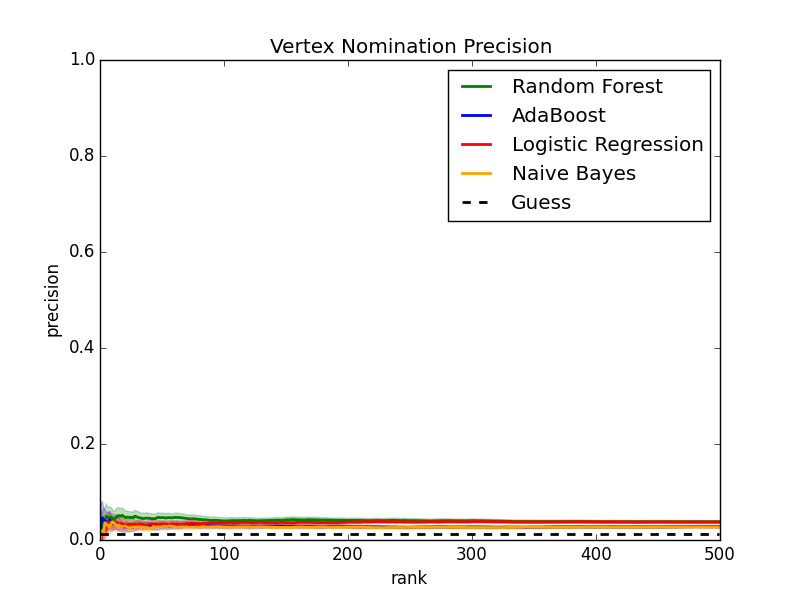 Vertex Nomination Precision
1.0
0.8
0.6
0.4
0.2
0.0
precision
Random Forest
AdaBoost
Logistic Regression
Naive Bayes
Guess
0
100
200
300
400
500
rank